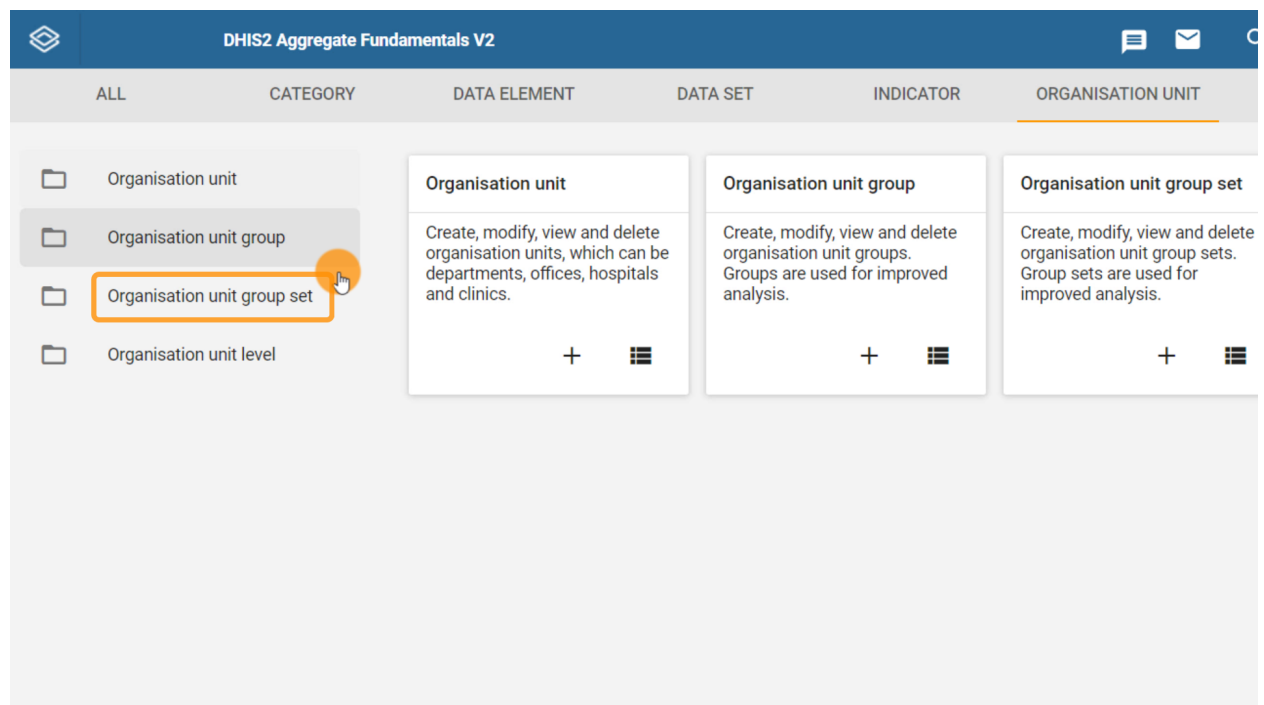 DHIS2 Aggregate Fundamentals V2
ALL
CATEGORY
DATA ELEMENT
DATA SET
INDICATOR
ORGANISATION UNIT
Organisation unit
Organisation unit group
Organisation unit group set
Organisation unit level
Organisation unit
Create, modify, view and delete
organisation units, which can be
departments, offices, hospitals
and clinics.
Organisation unit group
Create, modify, view and delete
organisation unit groups.
Groups are used for improved
analysis.
Organisation unit group set
Create, modify, view and delete
organisation unit group sets.
Group sets are used for
improved analysis.